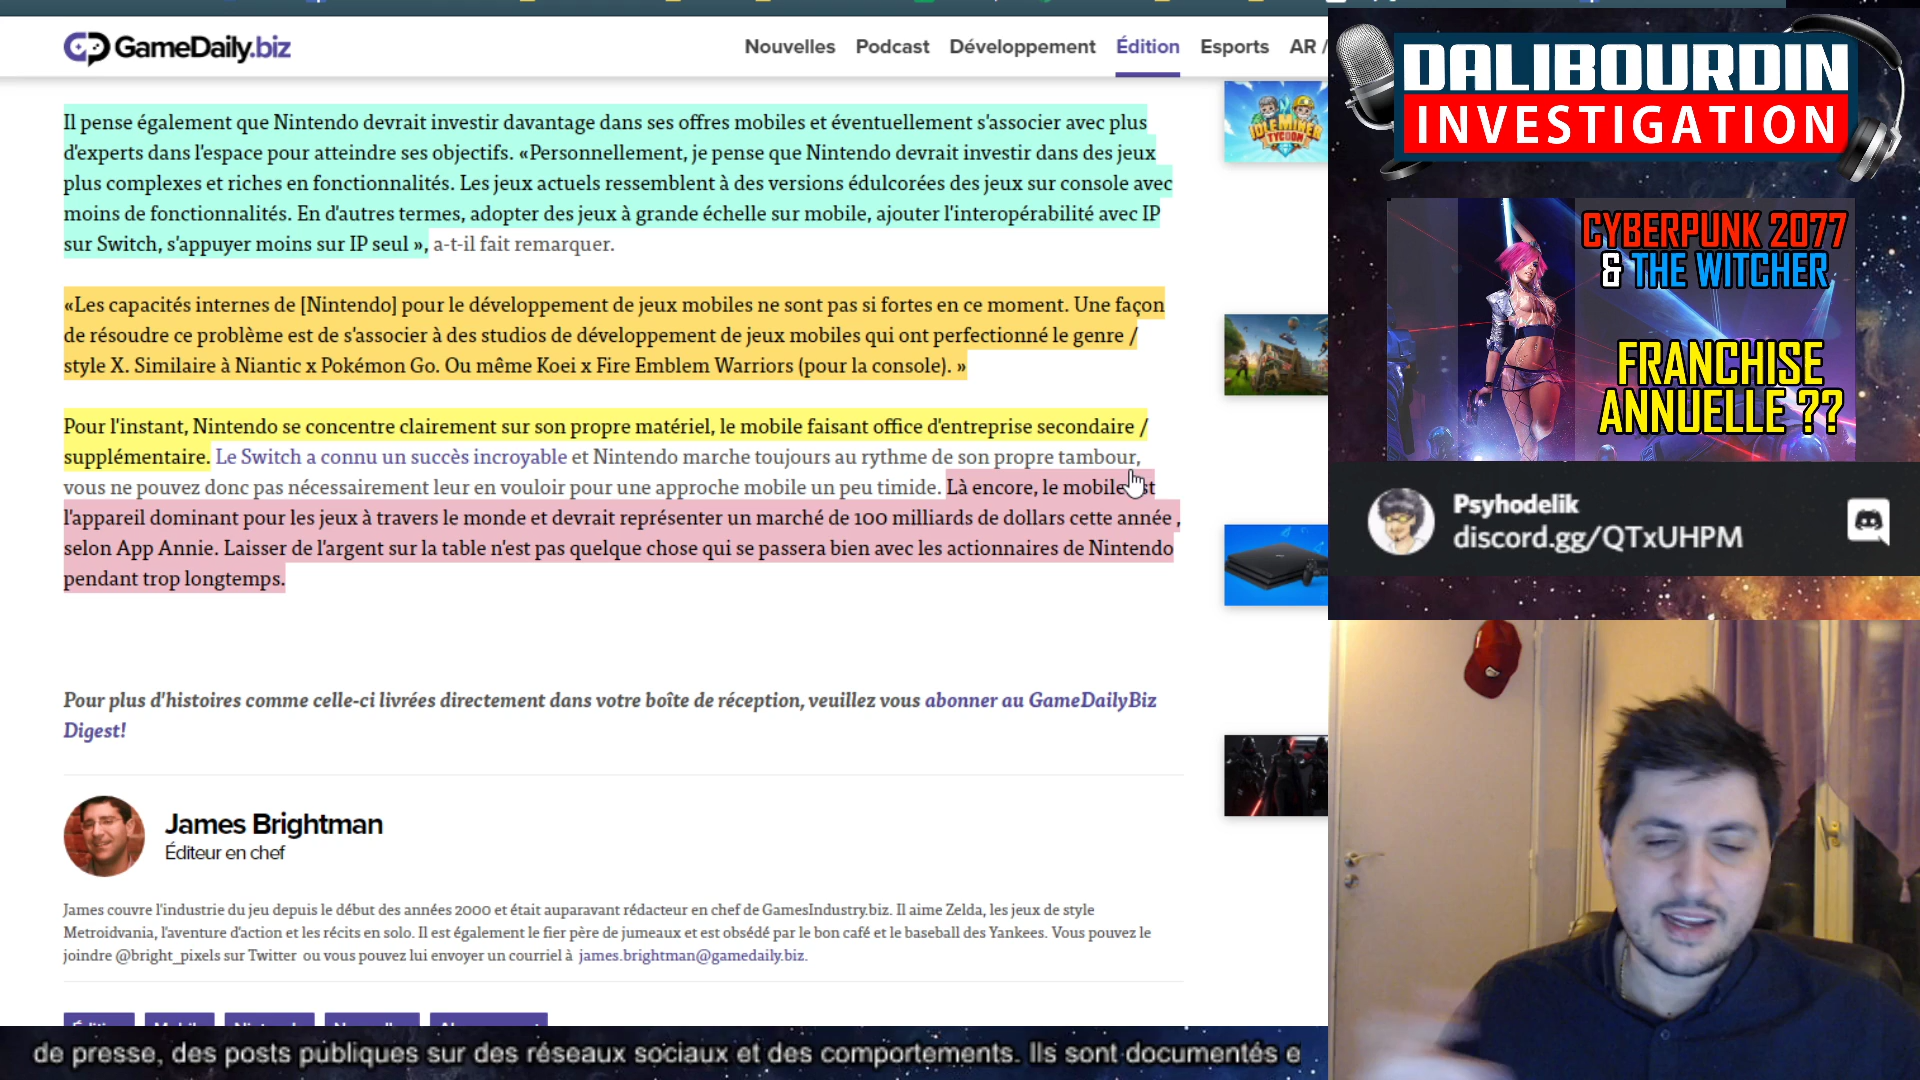 GameDaily.biz
Nouvelles Podcast Développement Édition Esports AR /
Il pense également que Nintendo devrait investir davantage dans ses offres mobiles et éventuellement s'associer avec plus
d'experts dans l'espace pour atteindre ses objectifs. «Personnellement, je pense que Nintendo devrait investir dans des jeux
plus complexes et riches en fonctionnalités. Les jeux actuels ressemblent à des versions édulcorées des jeux sur console avec
moins de fonctionnalités. En d'autres termes, adopter des jeux à grande échelle sur mobile, ajouter l'interopérabilité avec IP
sur Switch, s'appuyer moins sur IP seul », a-t-il fait remarquer.
«Les capacités internes de [Nintendo] pour le développement de jeux mobiles ne sont pas si fortes en ce moment. Une façon
de résoudre ce problème est de s'associer à des studios de développement de jeux mobiles qui ont perfectionné le genre /
style X. Similaire à Niantic x Pokémon Go. Ou même Koei x Fire Emblem Warriors (pour la console). »
Pour l'instant, Nintendo se concentre clairement sur son propre matériel, le mobile faisant office d'entreprise secondaire /
supplémentaire. Le Switch a connu un succès incroyable et Nintendo marche toujours au rythme de son propre tambour,
vous ne pouvez donc pas nécessairement leur en vouloir pour une approche mobile un peu timide. Là encore, le mobile
l'appareil dominant pour les jeux à travers le monde et devrait représenter un marché de 100 milliards de dollars cette année ,
selon App Annie. Laisser de l'argent sur la table n'est pas quelque chose qui se passera bien avec les actionnaires de Nintendo
pendant trop longtemps.
Pour plus d'histoires comme celle-ci livrées directement dans votre boîte de réception, veuillez vous abonner au GameDailyBiz
Digest!
James Brightman
Éditeur en chef
James couvre l'industrie du jeu depuis le début des années 2000 et était auparavant rédacteur en chef de GamesIndustry.biz. Il aime Zelda, les jeux de style
Metroidvania, l'aventure d'action et les récits en solo. Il est également le fier père de jumeaux et est obsédé par le bon café et le baseball des Yankees. Vous pouvez le
joindre @bright_pixels sur Twitter ou vous pouvez lui envoyer un courriel à james.brightman@gamedaily.biz.
de presse, des posts publiques sur des réseaux sociaux et des comportements. Ils sont documentés e
IDLE MINER
TYCOON
DALIBOURDIN
INVESTIGATION
CYBERPUNK 2077
& THE WITCHER
FRANCHISE
ANNUELLE ??
Psyhodelik
discord.gg/QTxUHPM